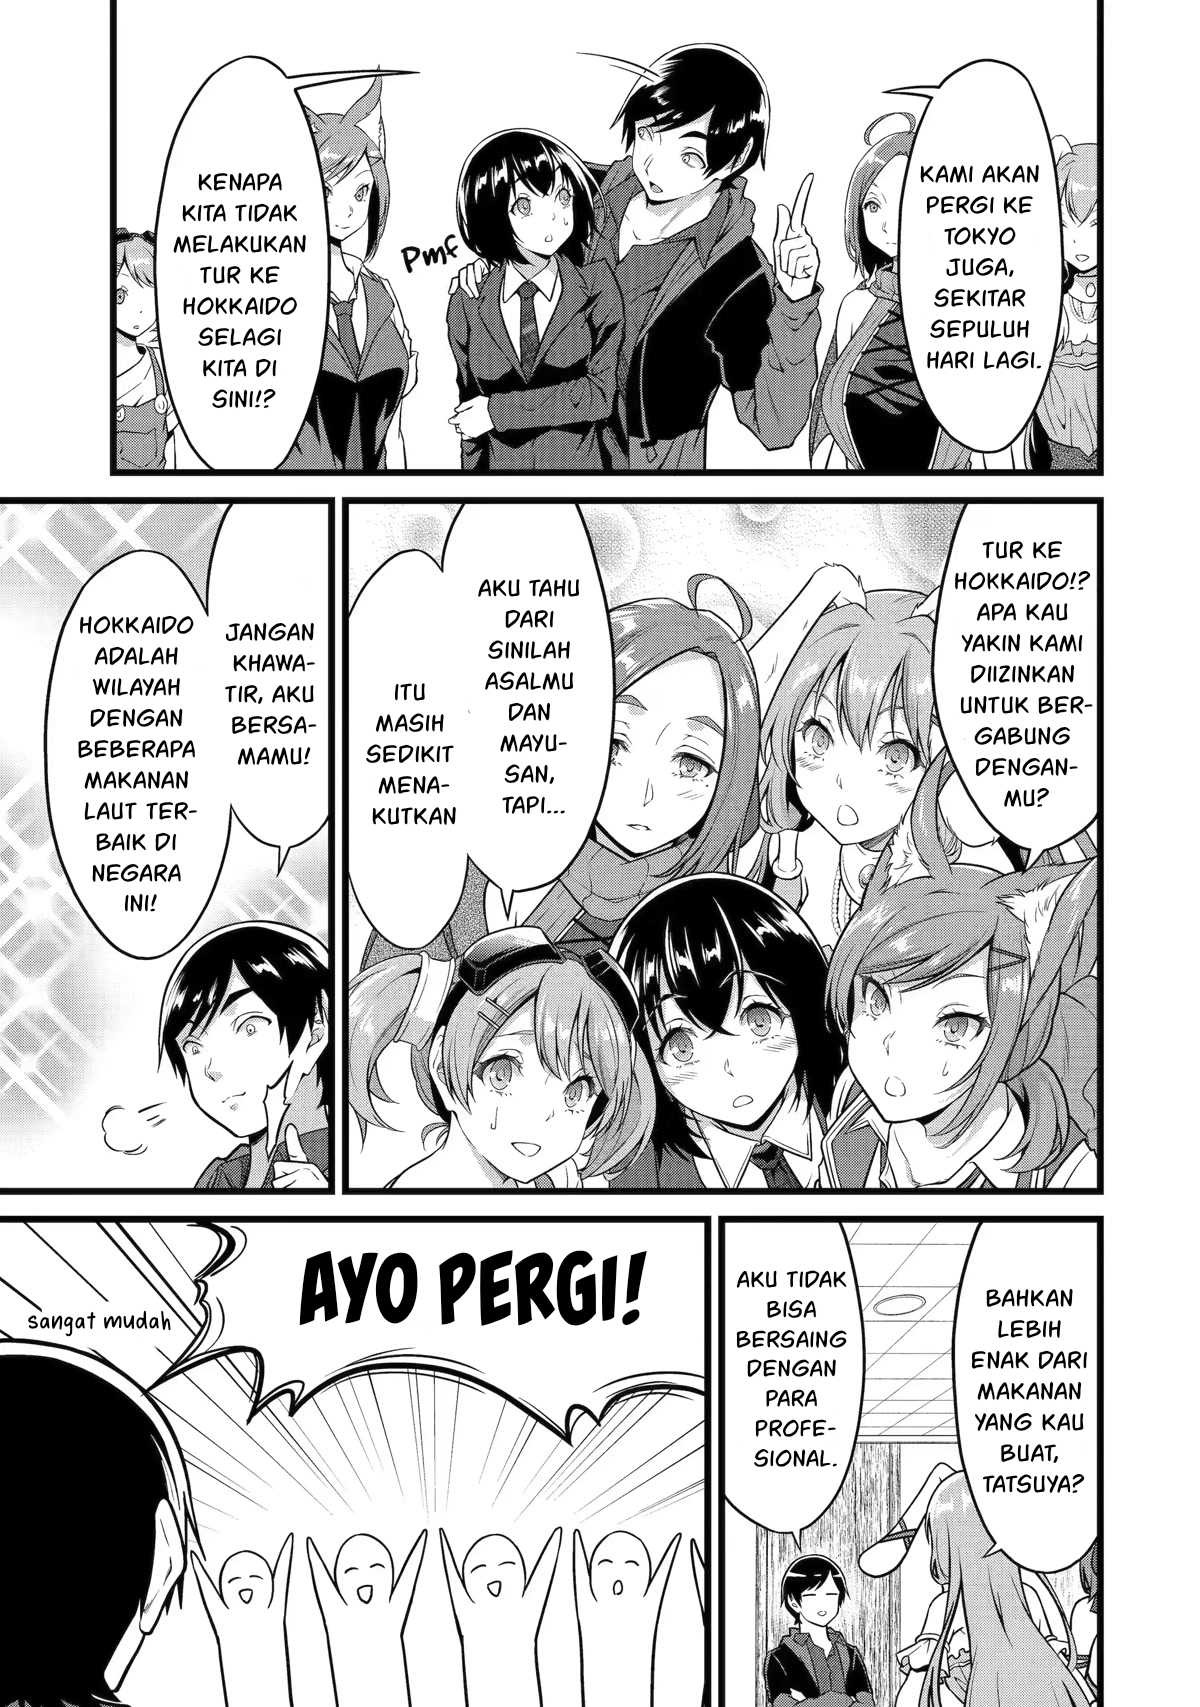 KAMI AKAN
PERGI KE
TOKYO
JUGA,
SEKITAR
SEPULUH
HARI LAGI.
Pmf
KENAPA
KITA TIDAK
MELAKUKAN
TUR KE
HOKKAIDO
SELAGI
KITA DI
SINI!?
TUR KE
HOKKAIDO!?
APA KAU
YAKIN KAMI
DIIZINKAN
UNTUK BER-
GABUNG
DENGAN-
MU?
AKU TAHU
DARI
SINILAH
ASALMU
DAN
MAYU-
SAN,
TAPI...
ITU
MASIH
SEDIKIT
MENA-
KUTKAN
JANGAN
KHAWA-
TIR, AKU
BERSA-
MAMU!
HOKKAIDO
ADALAH
WILAYAH
DENGAN
BEBERAPA
MAKANAN
LAUT TER-
BAIK DI
NEGARA
INI!
BAHKAN
LEBIH
ENAK DARI
MAKANAN
YANG KAU
BUAT,
TATSUYA?
AKU TIDAK
BISA
BERSAING
DENGAN
PARA
PROFE-
SIONAL.
AYO PERGI!
sangat mudah